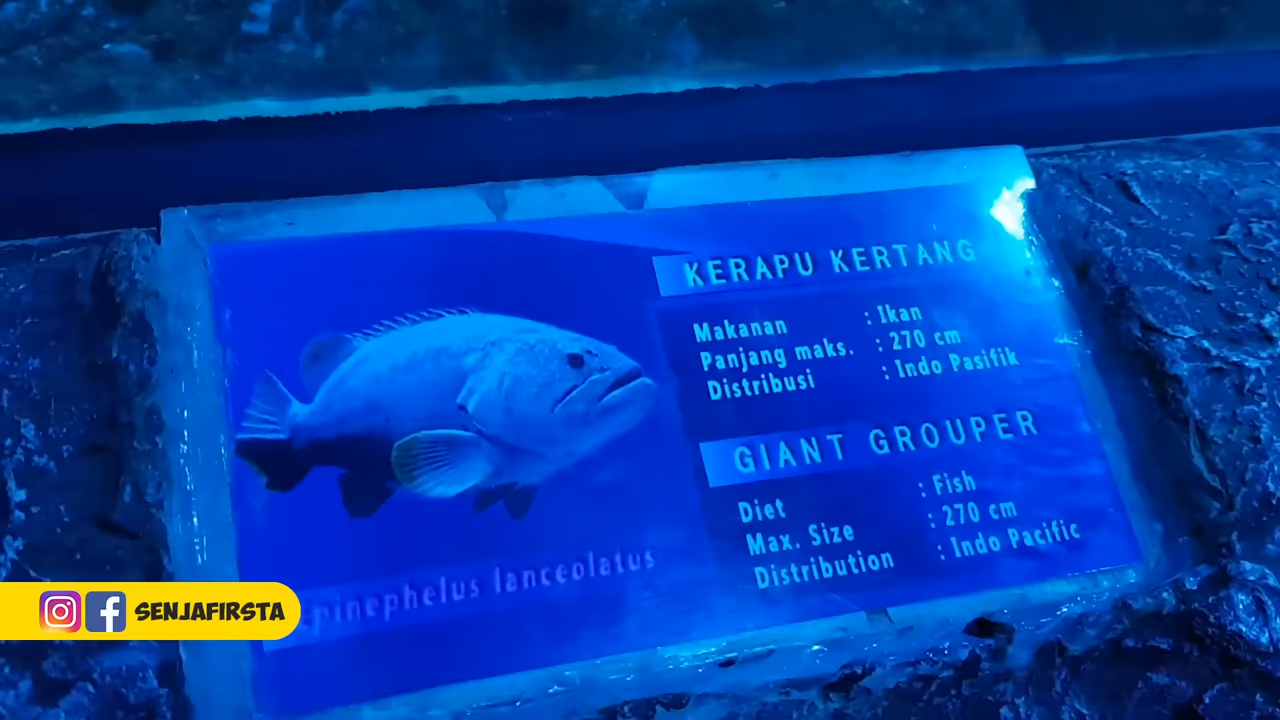 KERAPU KERTANG
Makanan : Ikan
Panjang maks. : 270 cm
Distribusi : Indo Pasifik
GIANT GROUPER
Diet : Fish
Max. Size : 270 cm
Distribution : Indo Pacific
pinephelus lanceolatus
SENJAFIRSTA